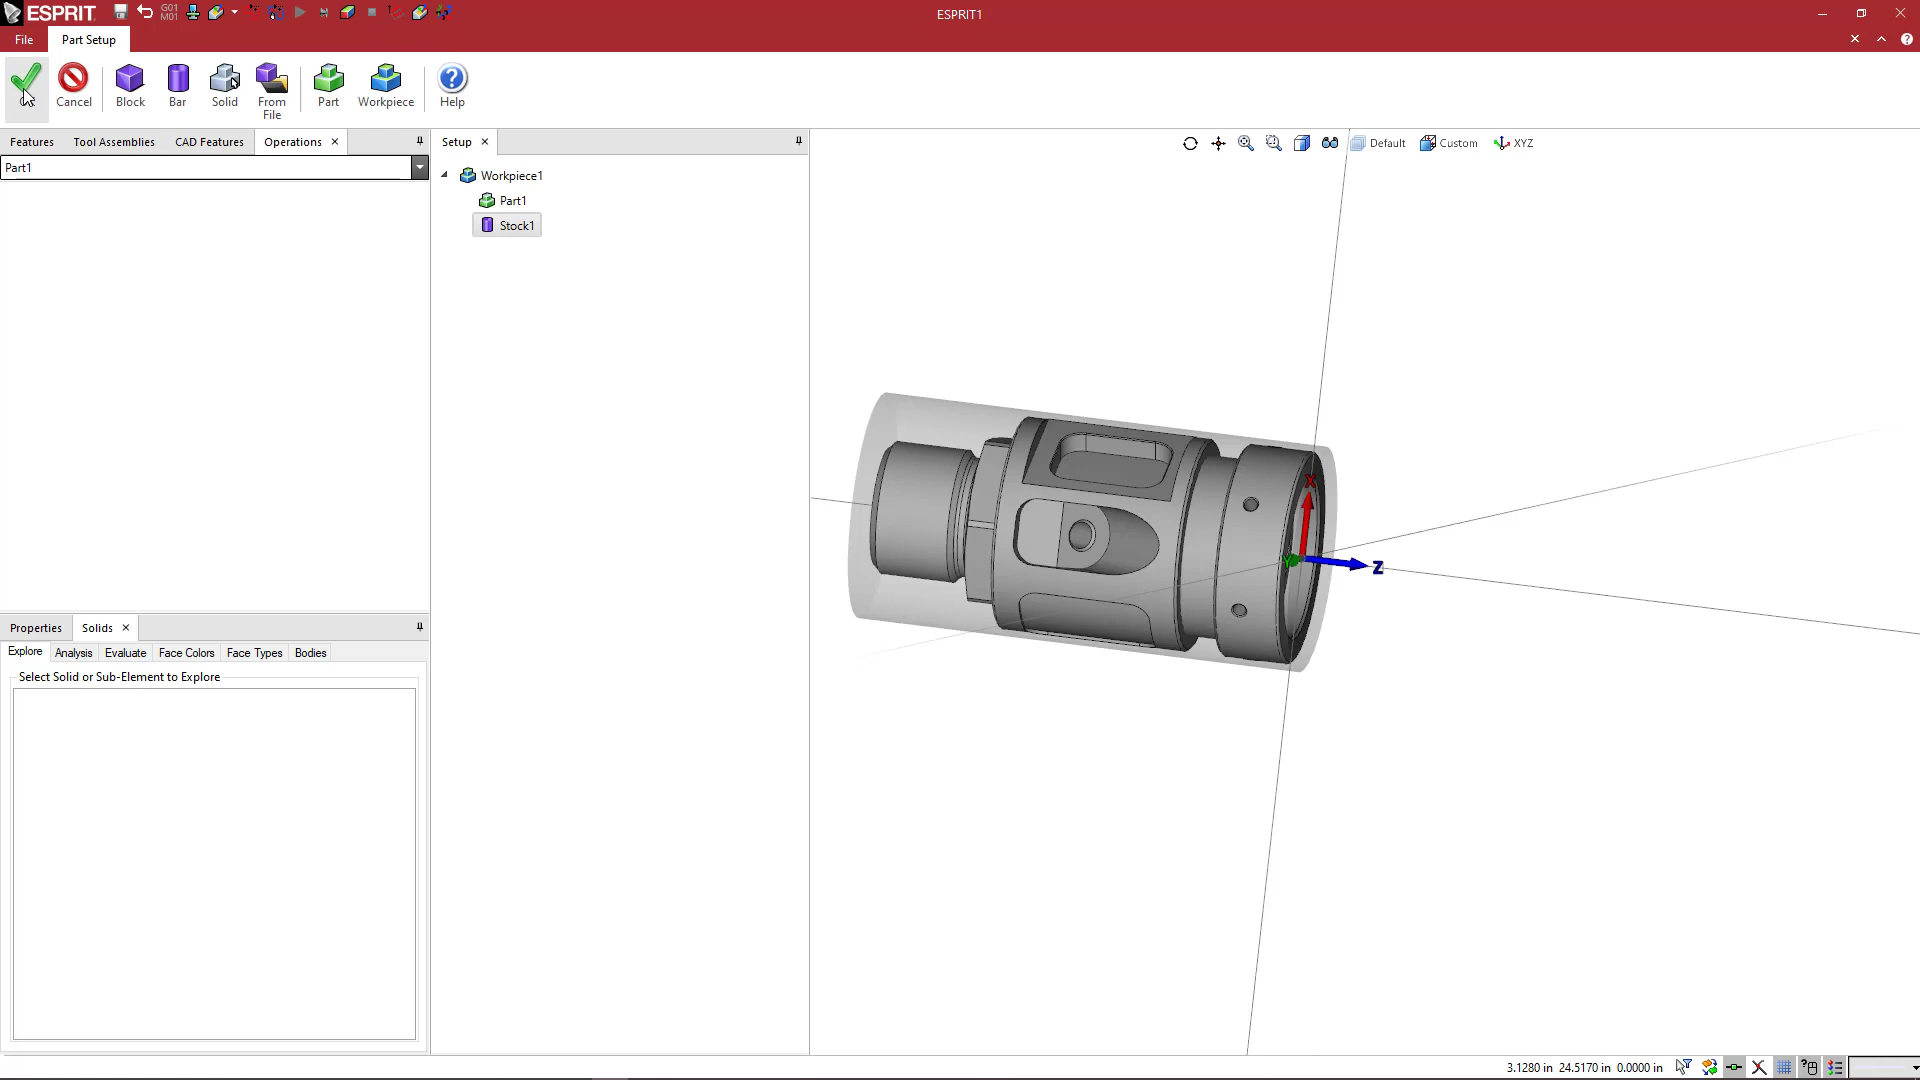 ESPRIT
G01
M01
ESPRIT1
File
Part Setup
Cancel
Block
Bar
Solid
From
File
Part
Workpiece
Help
Features
Tool Assemblies
CAD Features
Operations
Setup
Default
Custom
XYZ
Part1
Workpiece1
Part1
Stock1
X
Y
Z
Properties
Solids
Explore
Analysis
Evaluate
Face Colors
Face Types
Bodies
Select Solid or Sub-Element to Explore
3.1280 in 24.5170 in 0.0000 in